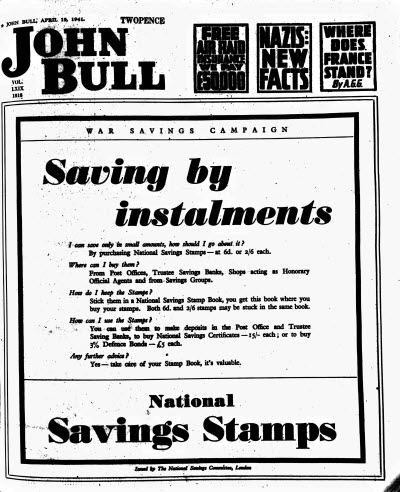 JOHN BULL, APRIL 19, 1941.
TWOPENCE
JOHN
BULL
VOL.
LXIX
1818
FREE
AIR RAID
INSURANCE
WE PAY
£50,000
NAZIS:
NEW
FACTS
WHERE
DOES
FRANCE
STAND?
By A.G.G.
WAR SAVINGS CAMPAIGN
Saving by
instalments
I can save only in small amounts, how should I go about it?
By purchasing National Savings Stamps—at 6d. or 2/6 each.
Where can I buy them?
From Post Offices, Trustee Savings Banks, Shops acting as Honorary
Official Agents and from Savings Groups.
How do I keep the Stamps?
Stick them in a National Savings Stamp Book, you get this book where you
buy your stamps. Both 6d. and 2/6 stamps may be stuck in the same book.
How can I use the Stamps?
You can use them to make deposits in the Post Office and Trustee
Saving Banks, to buy National Savings Certificates—15/- each; or to buy
3% Defence Bonds—£5 each.
Any further advice?
Yes—take care of your Stamp Book, it's valuable.
National
Savings Stamps
Issued by The National Savings Committee, London